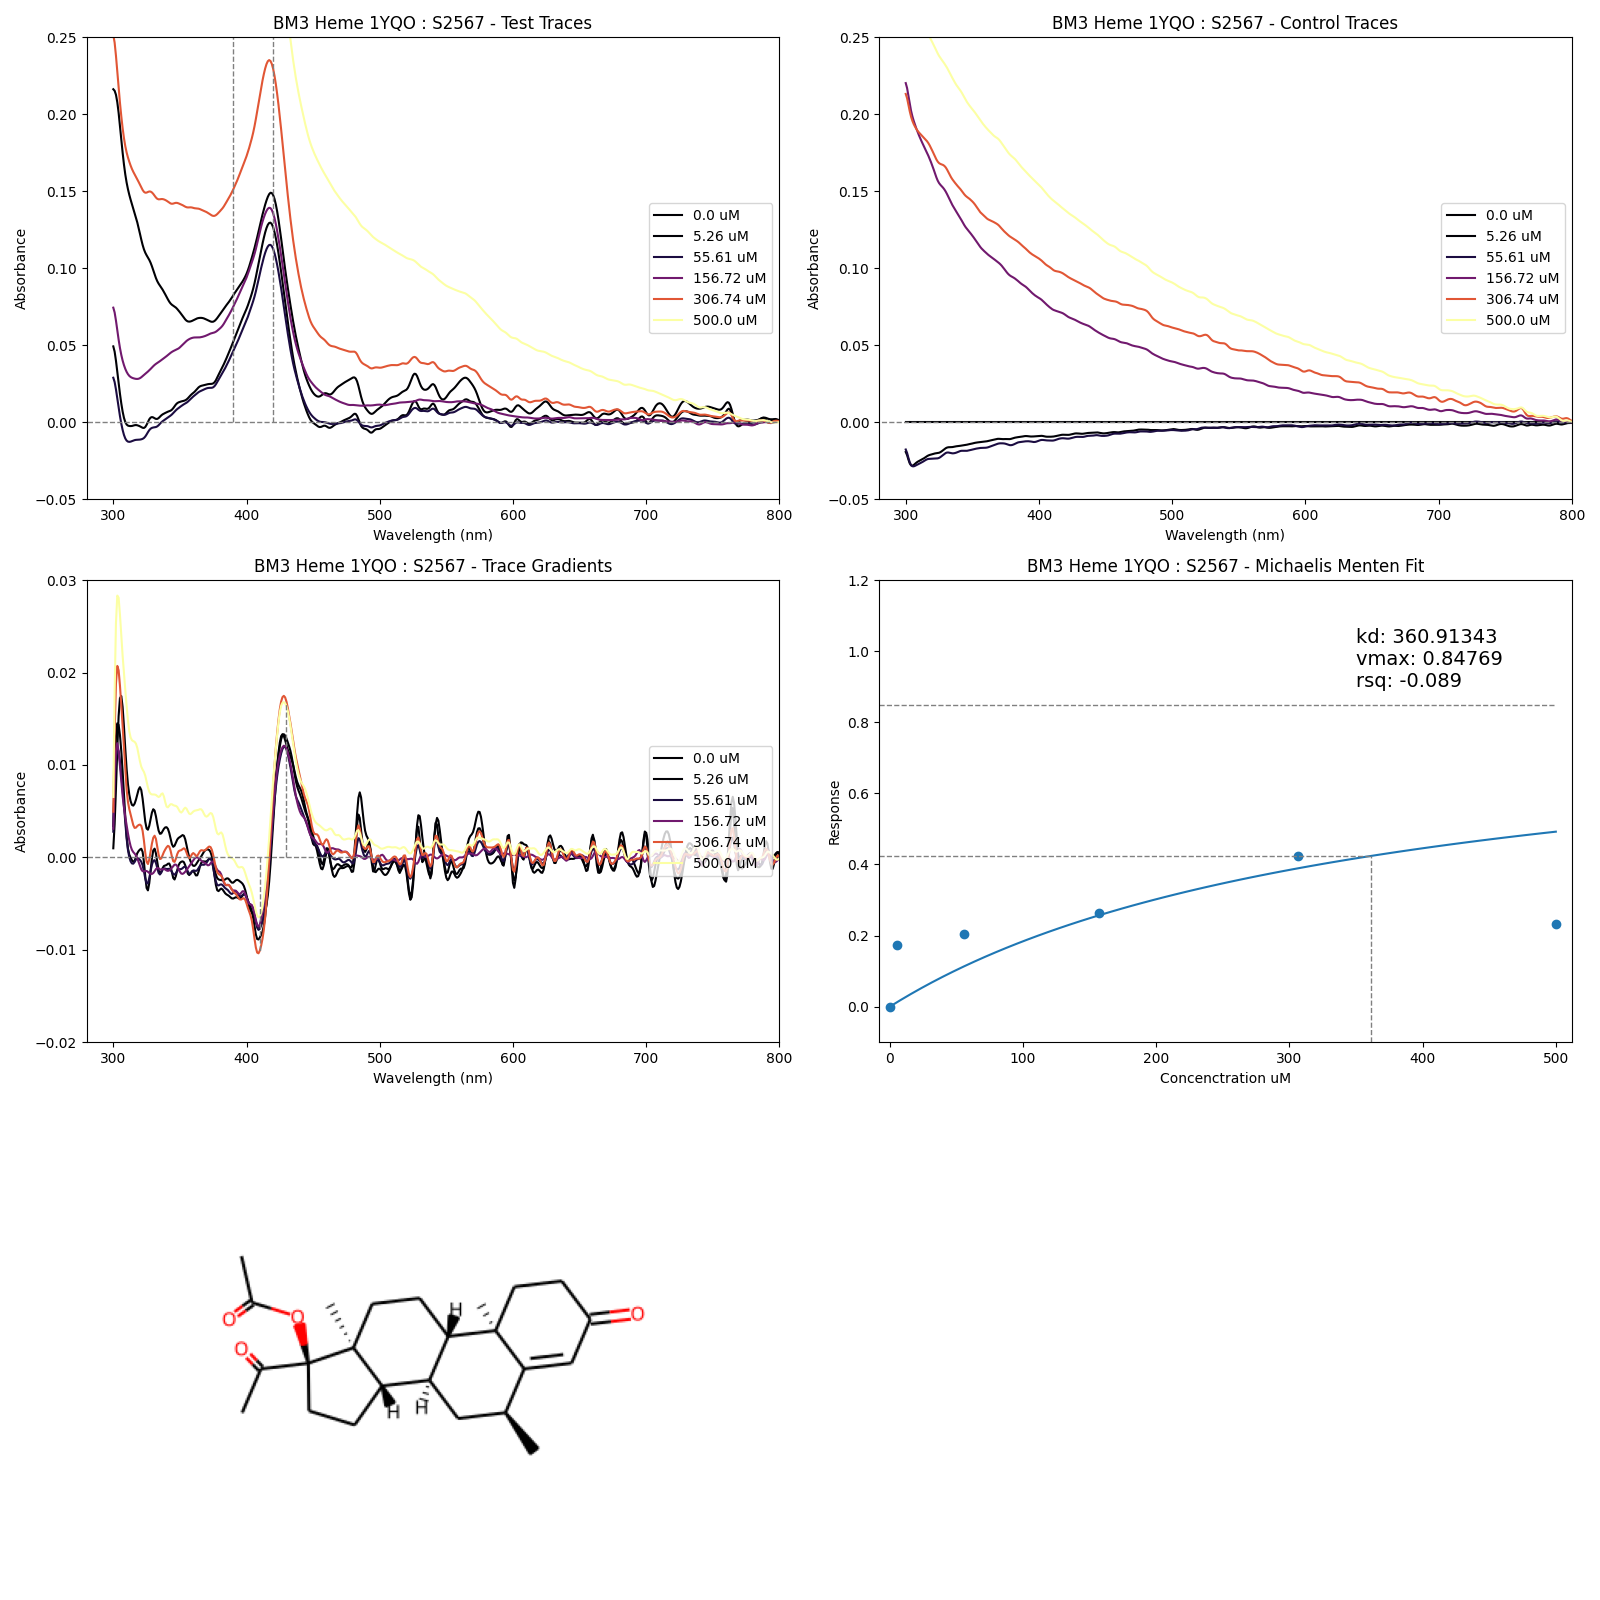 BM3 Heme 1YQO : S2567 - Test Traces
0.25
0.20
0.15
0.10
0.05
0.00
−0.05
Absorbance
300
400
500
600
700
800
Wavelength (nm)
0.0 uM
5.26 uM
55.61 uM
156.72 uM
306.74 uM
500.0 uM
BM3 Heme 1YQO : S2567 - Control Traces
0.25
0.20
0.15
0.10
0.05
0.00
−0.05
Absorbance
300
400
500
600
700
800
Wavelength (nm)
0.0 uM
5.26 uM
55.61 uM
156.72 uM
306.74 uM
500.0 uM
BM3 Heme 1YQO : S2567 - Trace Gradients
0.03
0.02
0.01
0.00
−0.01
−0.02
Absorbance
300
400
500
600
700
800
Wavelength (nm)
0.0 uM
5.26 uM
55.61 uM
156.72 uM
306.74 uM
500.0 uM
BM3 Heme 1YQO : S2567 - Michaelis Menten Fit
1.2
1.0
0.8
0.6
0.4
0.2
0.0
Response
kd: 360.91343
vmax: 0.84769
rsq: -0.089
0
100
200
300
400
500
Concenctration uM
O
O
O
H
H
H
O